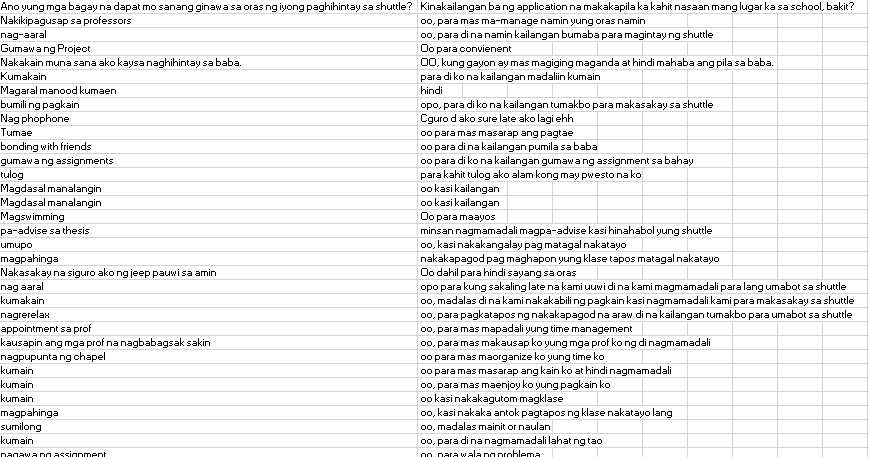 Ano yung mga bagay na dapat mo sanang ginawa sa oras ng iyong paghihintay sa shuttle? Kinakailangan ba ng application na makakapila ka kahit nasaan mang lugar ka sa school, bakit?
Nakikipagusap sa professors oo, para mas ma-manage namin yung oras namin
nag-aaral oo, para di na namin kailangan bumaba para magintay ng shuttle
Gumawa ng Project Oo para convienent
Nakakain muna sana ako kaysa naghihintay sa baba. OO, kung gayon ay mas magiging maganda at hindi mahaba ang pila sa baba.
Kumakain para di ko na kailangan madaliin kumain
Magaral manood kumaen hindi
bumili ng pagkain opo, para di ko na kailangan tumakbo para makasakay sa shuttle
Nag phophone Cguro d ako sure late ako lagi ehh
Tumae oo para mas masarap ang pagtae
bonding with friends oo para di na kailangan pumila sa baba
gumawa ng assignments oo para di ko na kailangan gumawa ng assignment sa bahay
tulog para kahit tulog ako alam kong may pwesto na ko
Magdasal manalangin oo kasi kailangan
Magdasal manalangin oo kasi kailangan
Magswimming Oo para maayos
pa-advise sa thesis minsan nagmamadali magpa-advise kasi hinahabol yung shuttle
umupo oo, kasi nakakangalay pag matagal nakatayo
magpahinga nakakapagod pag maghapon yung klase tapos matagal nakatayo
Nakasakay na siguro ako ng jeep pauwi sa amin Oo dahil para hindi sayang sa oras
nag aaral opo para kung sakaling late na kami uuwi di na kami magmamadali para lang umabot sa shuttle
kumakain oo, madalas di na kami nakakabili ng pagkain kasi nagmamadali kami para makasakay sa shuttle
nagrerelax oo, para pagkatapos ng nakakapagod na araw di na kailangan tumakbo para umabot sa shuttle
appointment sa prof oo, para mas mapadali yung time management
kausapin ang mga prof na nagbabagsak sakin oo, para mas makausap ko yung mga prof ko ng di nagmamadali
nagpupunta ng chapel oo para mas maorganize ko yung time ko
kumain oo para mas masarap ang kain ko at hindi nagmamadali
kumain oo, para mas maenjoy ko yung pagkain ko
kumain oo kasi nakakagutom magklase
magpahinga oo, kasi nakaka antok pagtapos ng klase nakatayo lang
sumilong oo, madalas mainit or naulan
kumain oo, para di na nagmamadali lahat ng tao
nagawa ng assignment oo, para wala ng problema